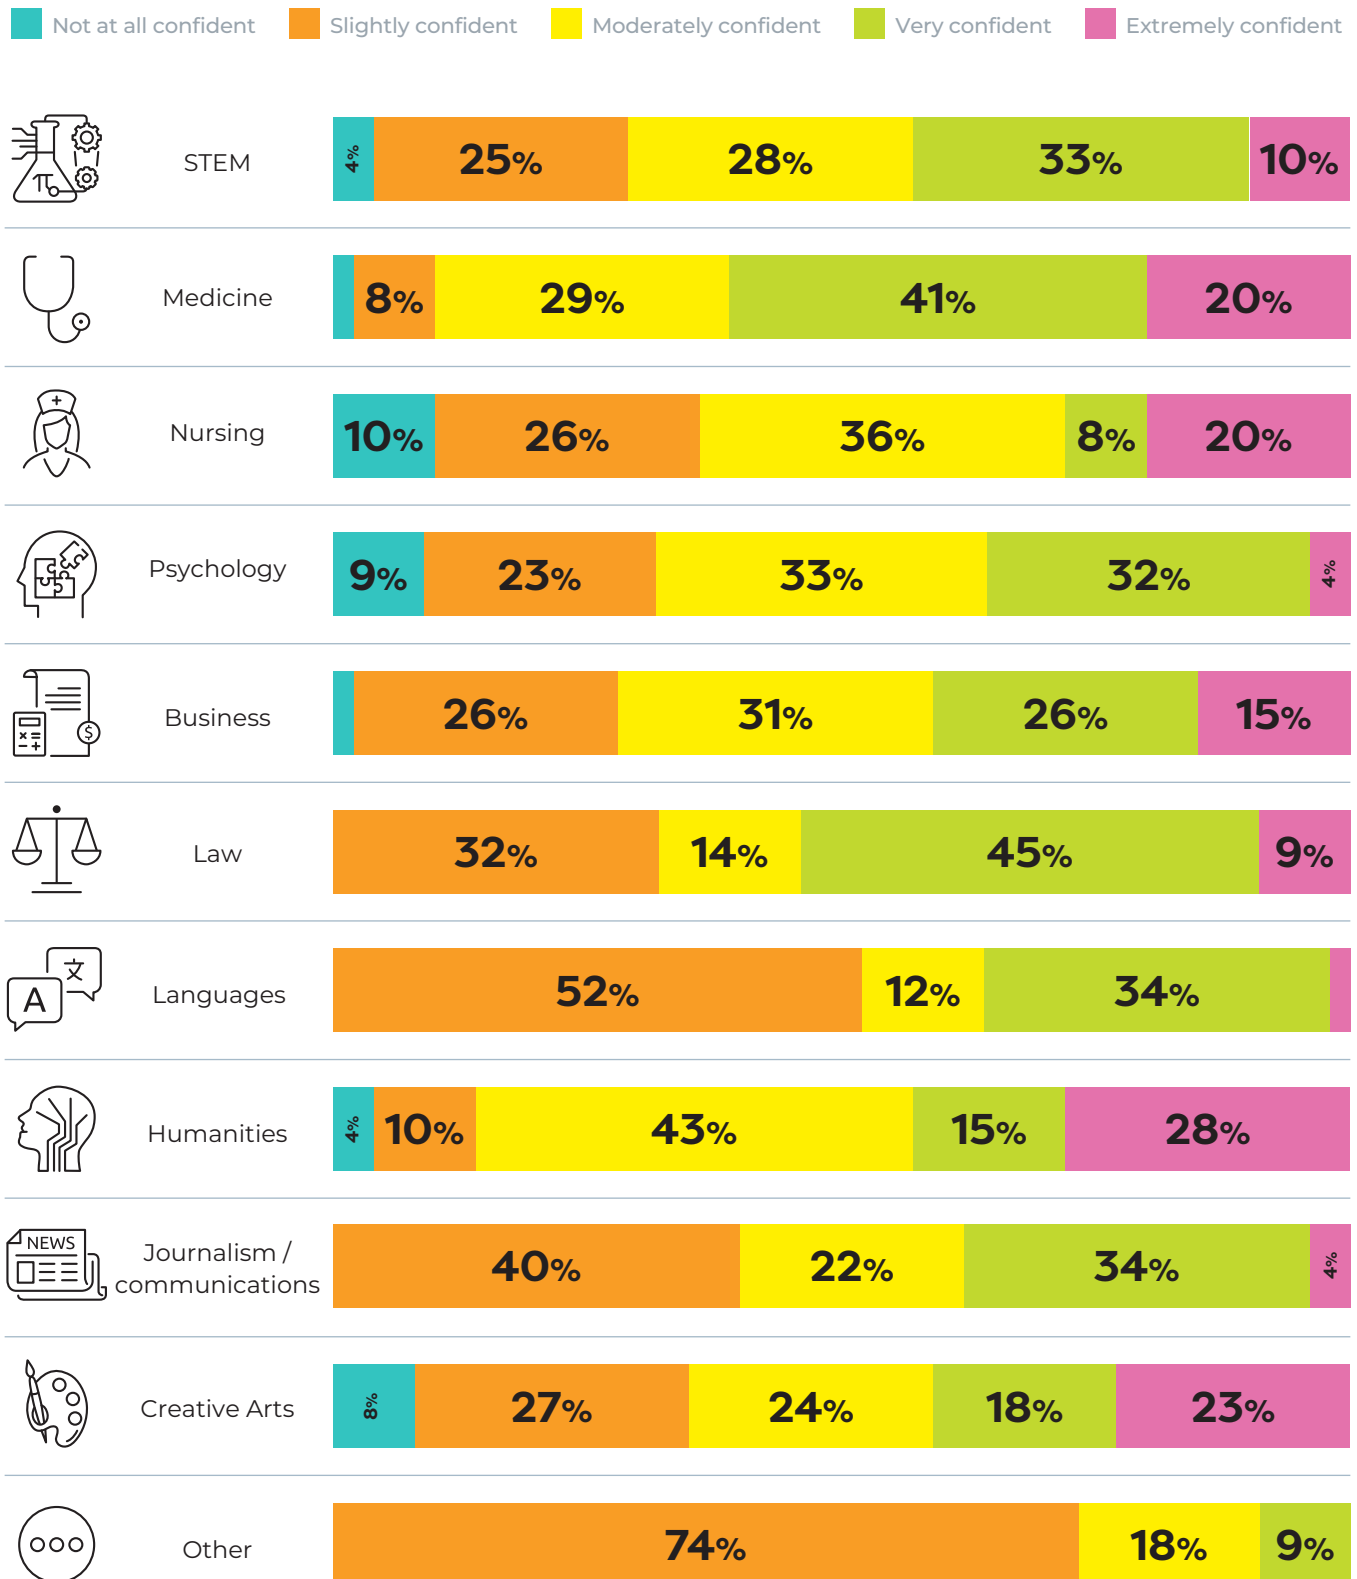 Not at all confident Slightly confident Moderately confident Very confident Extremely confident
STEM 4% 25% 28% 33% 10%
π
Medicine 8% 29% 41% 20%
Nursing 10% 26% 36% 8% 20%
Psychology 9% 23% 33% 32% 4%
Business 26% 31% 26% 15%
$
Law 32% 14% 45% 9%
文
A
Languages 52% 12% 34%
Humanities 4% 10% 43% 15% 28%
NEWS
Journalism /
communications 40% 22% 34% 4%
Creative Arts 8% 27% 24% 18% 23%
Other 74% 18% 9%